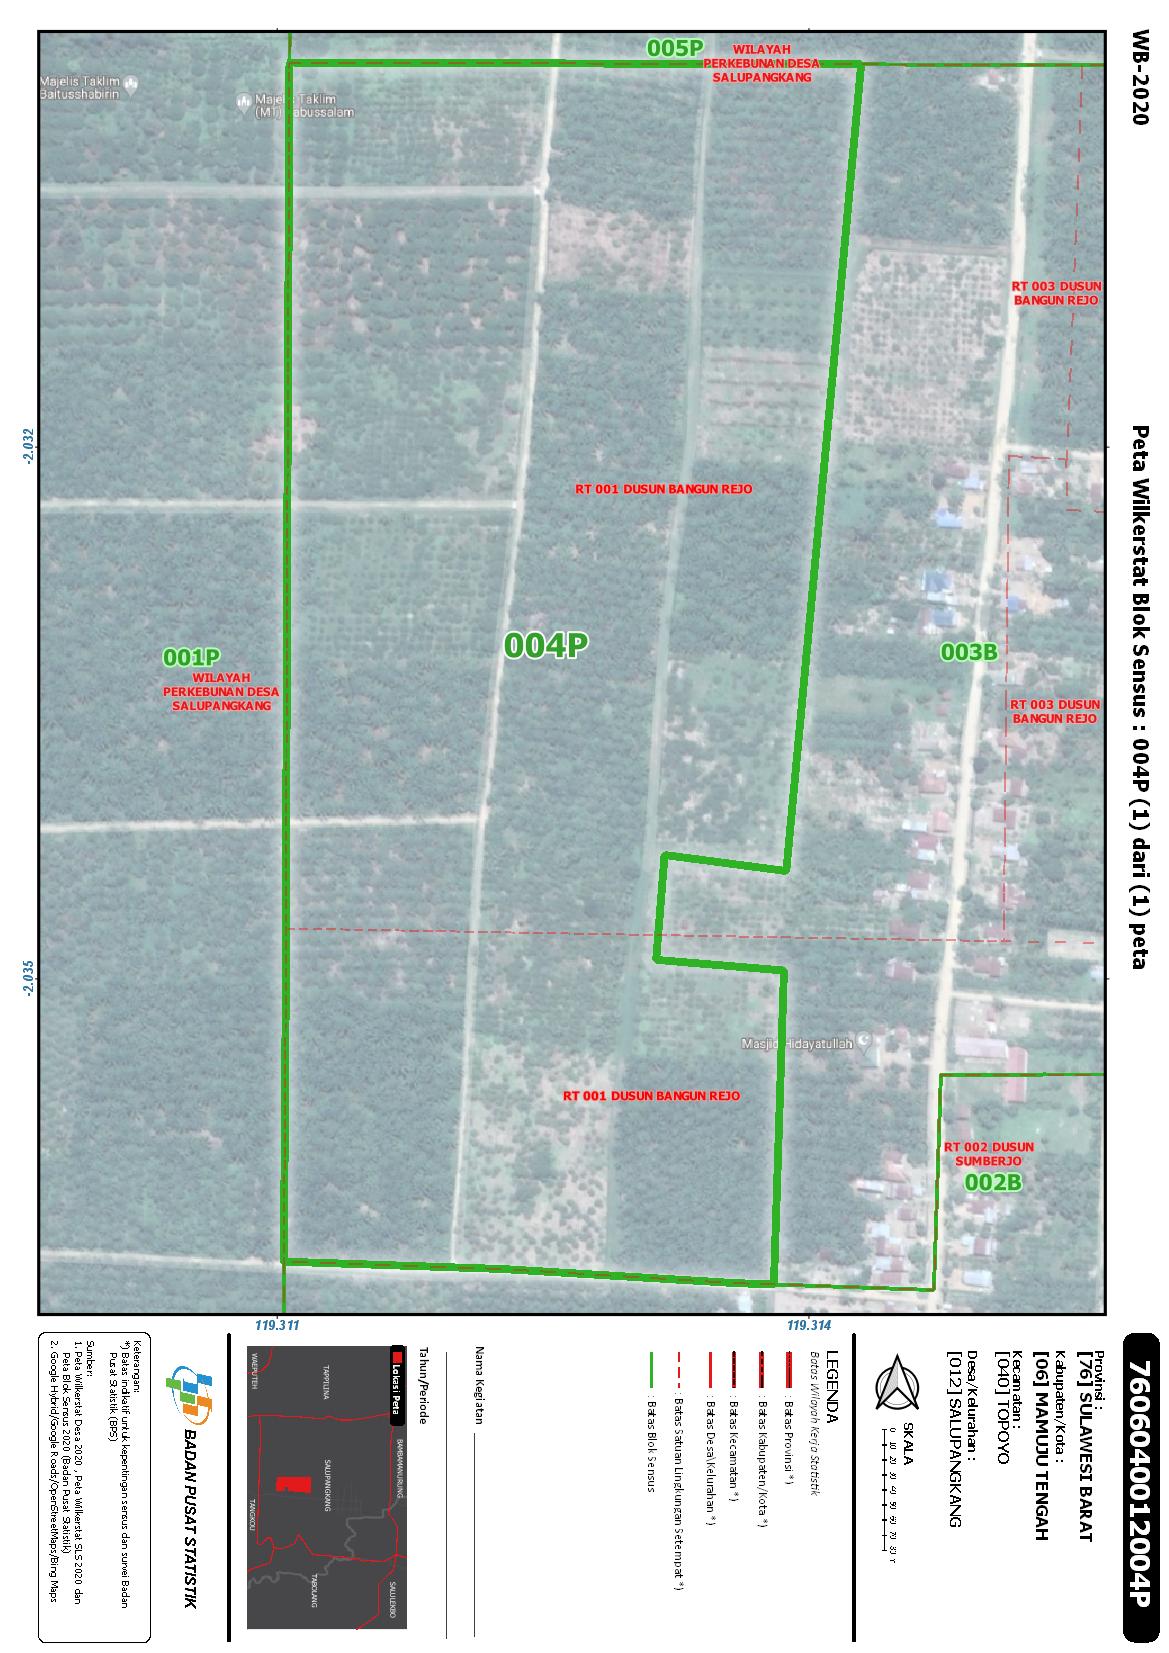 WB-2020
Peta Wilkerstat Blok Sensus : 004P (1) dari (1) peta
7606040012004P
005P
WILAYAH
PERKEBUNAN DESA
SALUPANGKANG
Majelis Taklim
Baitusshabirin
RT 003 DUSUN
BANGUN REJO
-2.032
RT 001 DUSUN BANGUN REJO
004P
001P
WILAYAH
PERKEBUNAN DESA
SALUPANGKANG
003B
RT 003 DUSUN
BANGUN REJO
-2.035
Masjid Hidayatullah
RT 001 DUSUN BANGUN REJO
RT 002 DUSUN
SUMBERJO
002B
119.311
119.314
Provinsi :
[76] SULAWESI BARAT
Kabupaten/Kota :
[06] MAMUJU TENGAH
Kecamatan :
[040] TOPOYO
Desa/Kelurahan :
[012] SALUPANGKANG
SKALA
0 10 20 30 40 50 60 70 80
LEGENDA
Batas Wilayah Kerja Statistik
: Batas Provinsi *)
: Batas Kabupaten/Kota *)
: Batas Kecamatan *)
: Batas Desa\Kelurahan *)
: Batas Satuan Lingkungan Setempat *)
: Batas Blok Sensus
Nama Kegiatan
Tahun/Periode
Lokasi Peta
BAMBAMANURUNG
SALULEKBO
TAPPILINA
SALUPANGKANG
TABOLANG
WAEPUTEH
TANGKOU
BADAN PUSAT STATISTIK
Keterangan:
*) Batas indikatif untuk kepentingan sensus dan survei Badan
Pusat Statistik (BPS)
Sumber:
1. Peta Wilkerstat Desa 2020 , Peta Wilkerstat SLS 2020 dan
Peta Blok Sensus 2020 (Badan Pusat Statistik)
2. Google Hybrid/Google Roads/OpenStreetMaps/Bing Maps